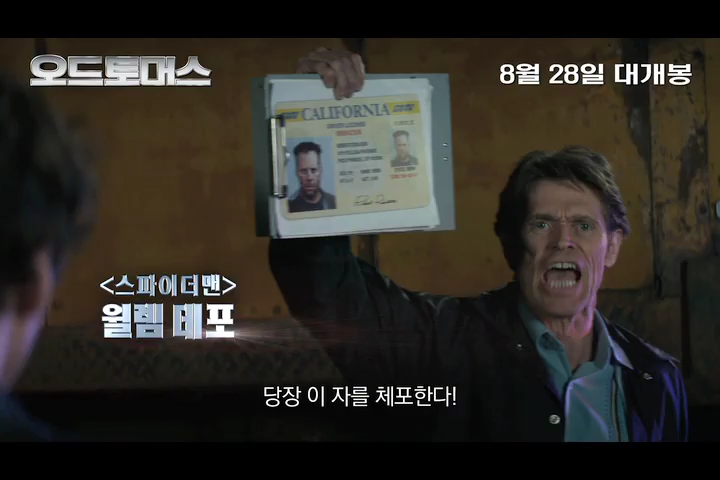 오드토머스
8월 28일 대개봉
CALIFORNIA
<스파이더맨>
윌렘 데포
당장 이 자를 체포한다!